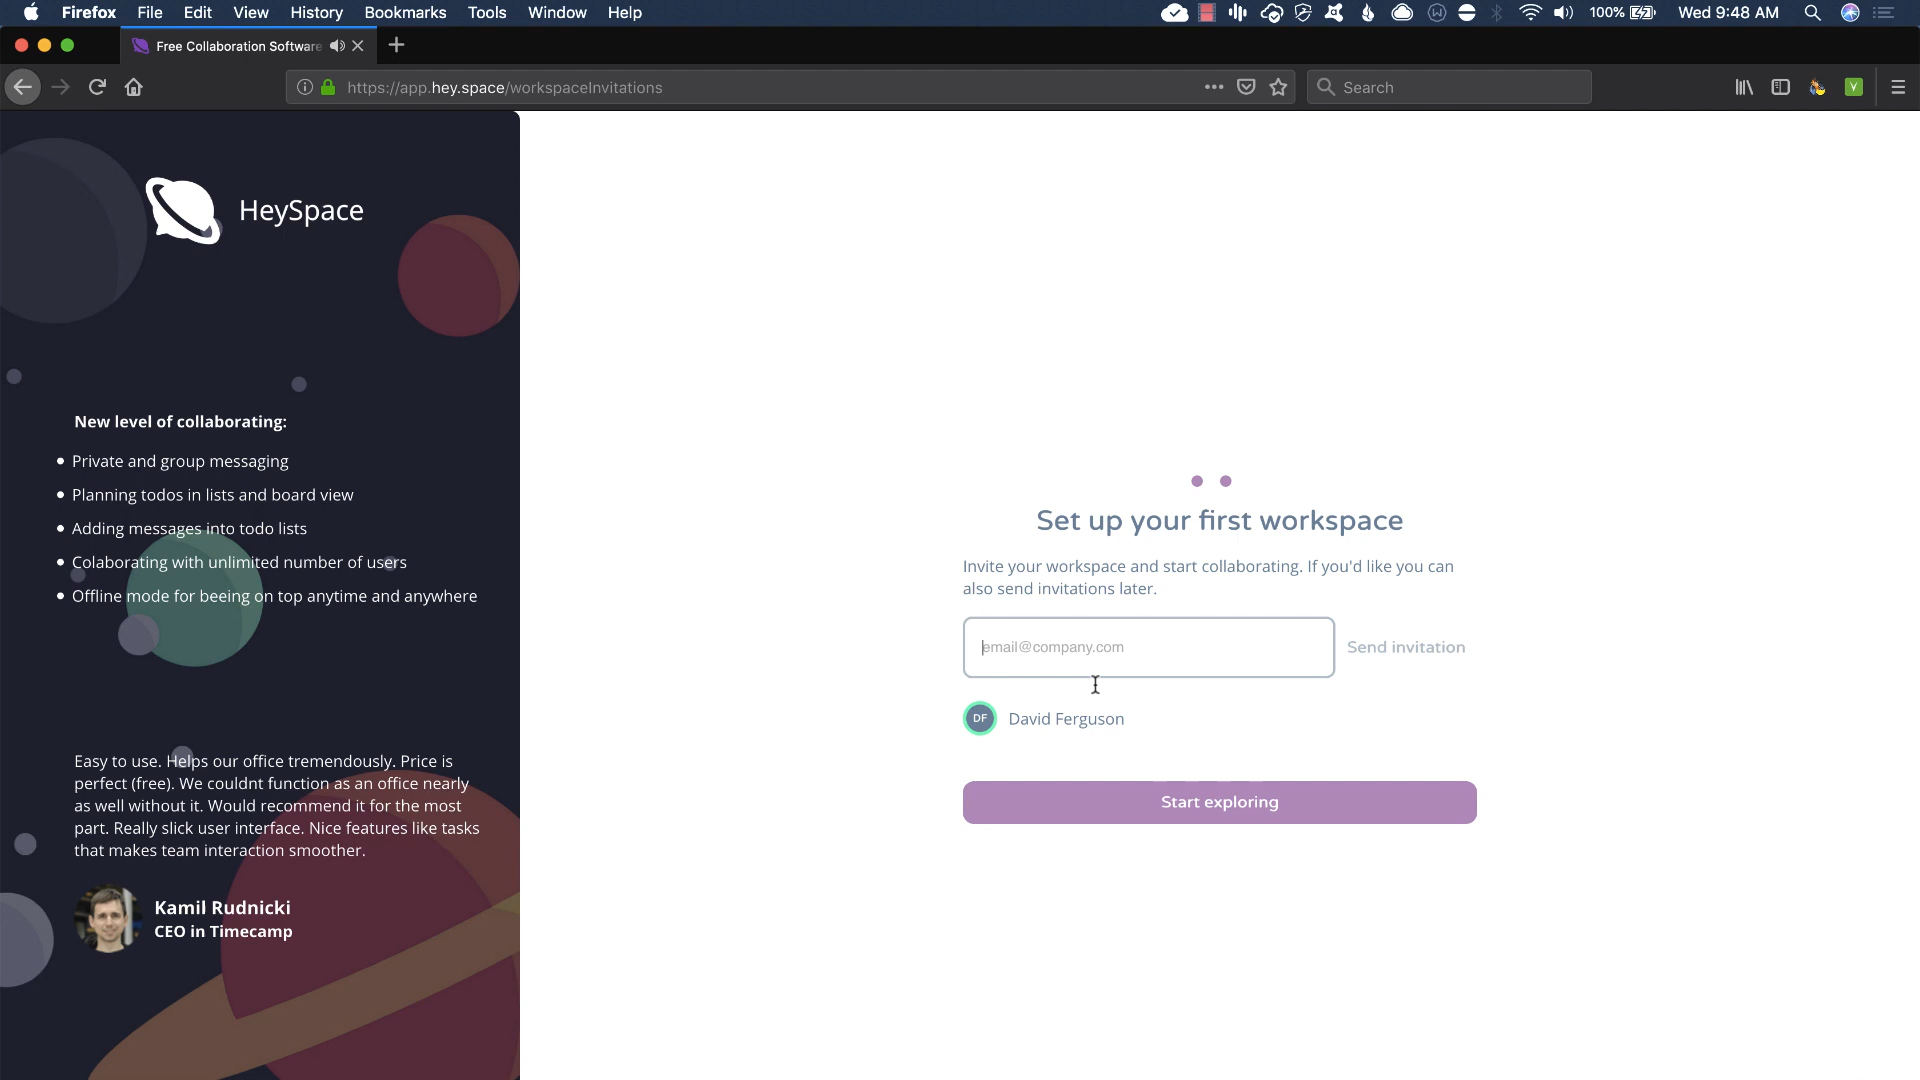 Firefox File Edit View History Bookmarks Tools Window Help 100% Wed 9:48 AM
Free Collaboration Software
https://app.hey.space/workspaceInvitations
Search
HeySpace
New level of collaborating:
Private and group messaging
Planning todos in lists and board view
Adding messages into todo lists
Colaborating with unlimited number of users
Offline mode for beeing on top anytime and anywhere
Easy to use. Helps our office tremendously. Price is
perfect (free). We couldnt function as an office nearly
as well without it. Would recommend it for the most
part. Really slick user interface. Nice features like tasks
that makes team interaction smoother.
Kamil Rudnicki
CEO in Timecamp
Set up your first workspace
Invite your workspace and start collaborating. If you'd like you can
also send invitations later.
email@company.com
Send invitation
DF David Ferguson
Start exploring